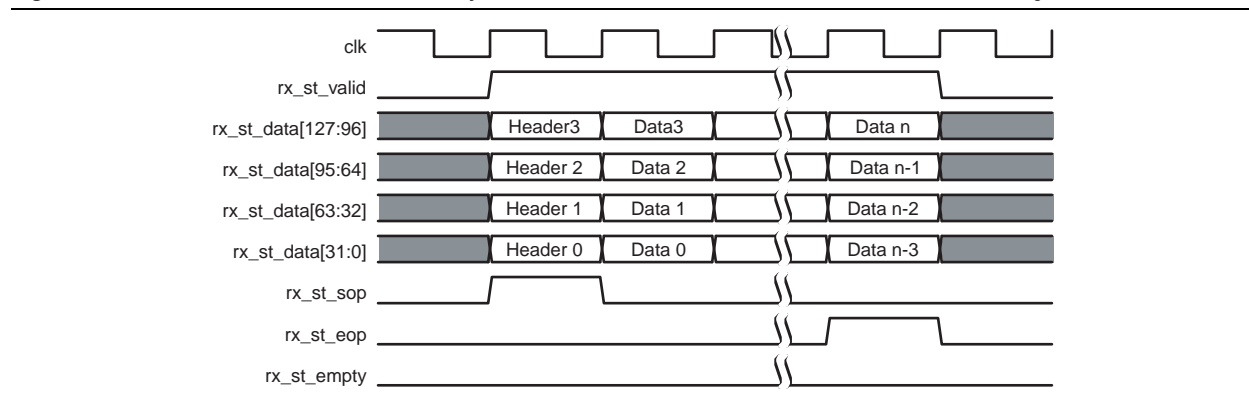 clk
rx_st_valid
rx_st_data[127:96] Header3 Data3 Data n
rx_st_data[95:64] Header 2 Data 2 Data n-1
rx_st_data[63:32] Header 1 Data 1 Data n-2
rx_st_data[31:0] Header 0 Data 0 Data n-3
rx_st_sop
rx_st_eop
rx_st_empty